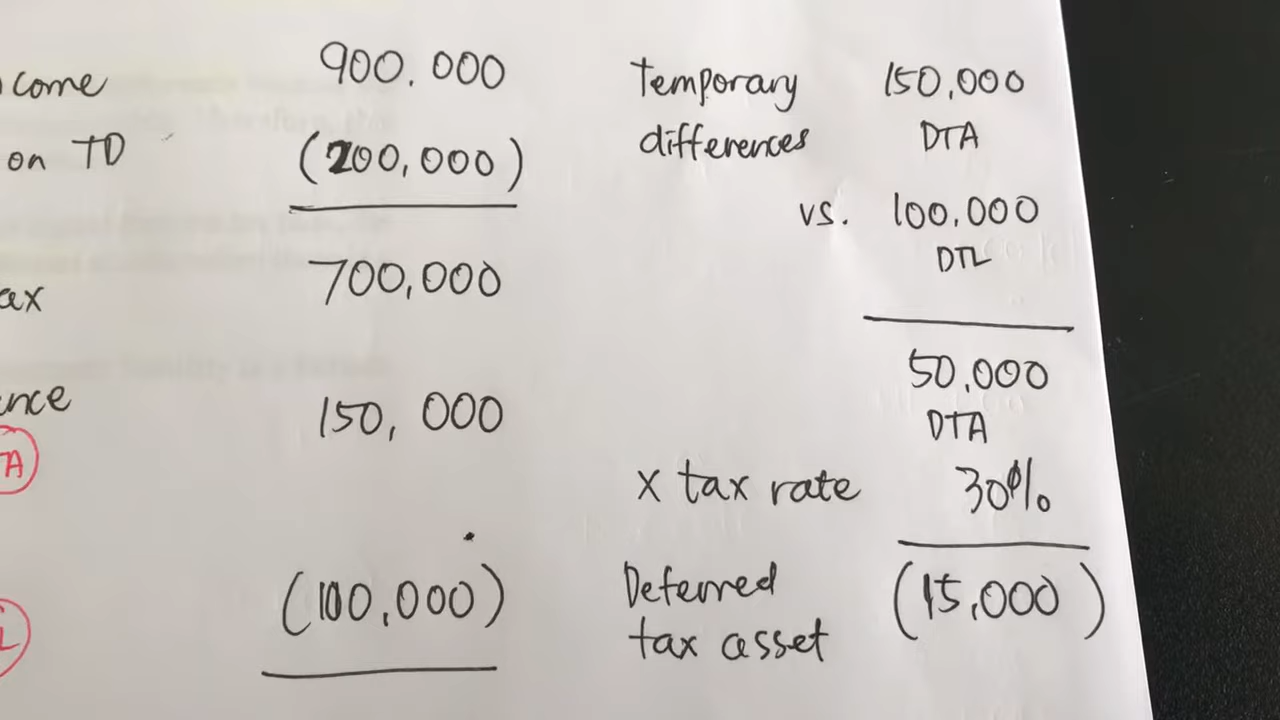 come 900.000
on TD (200,000)
700,000
ax
ence 150, 000
A
(100,000)
L
Temporary 150,000
differences DTA
vs. 100.000
DTL
50,000
DTA
x tax rate 30%
Deferred (15,000)
tax asset